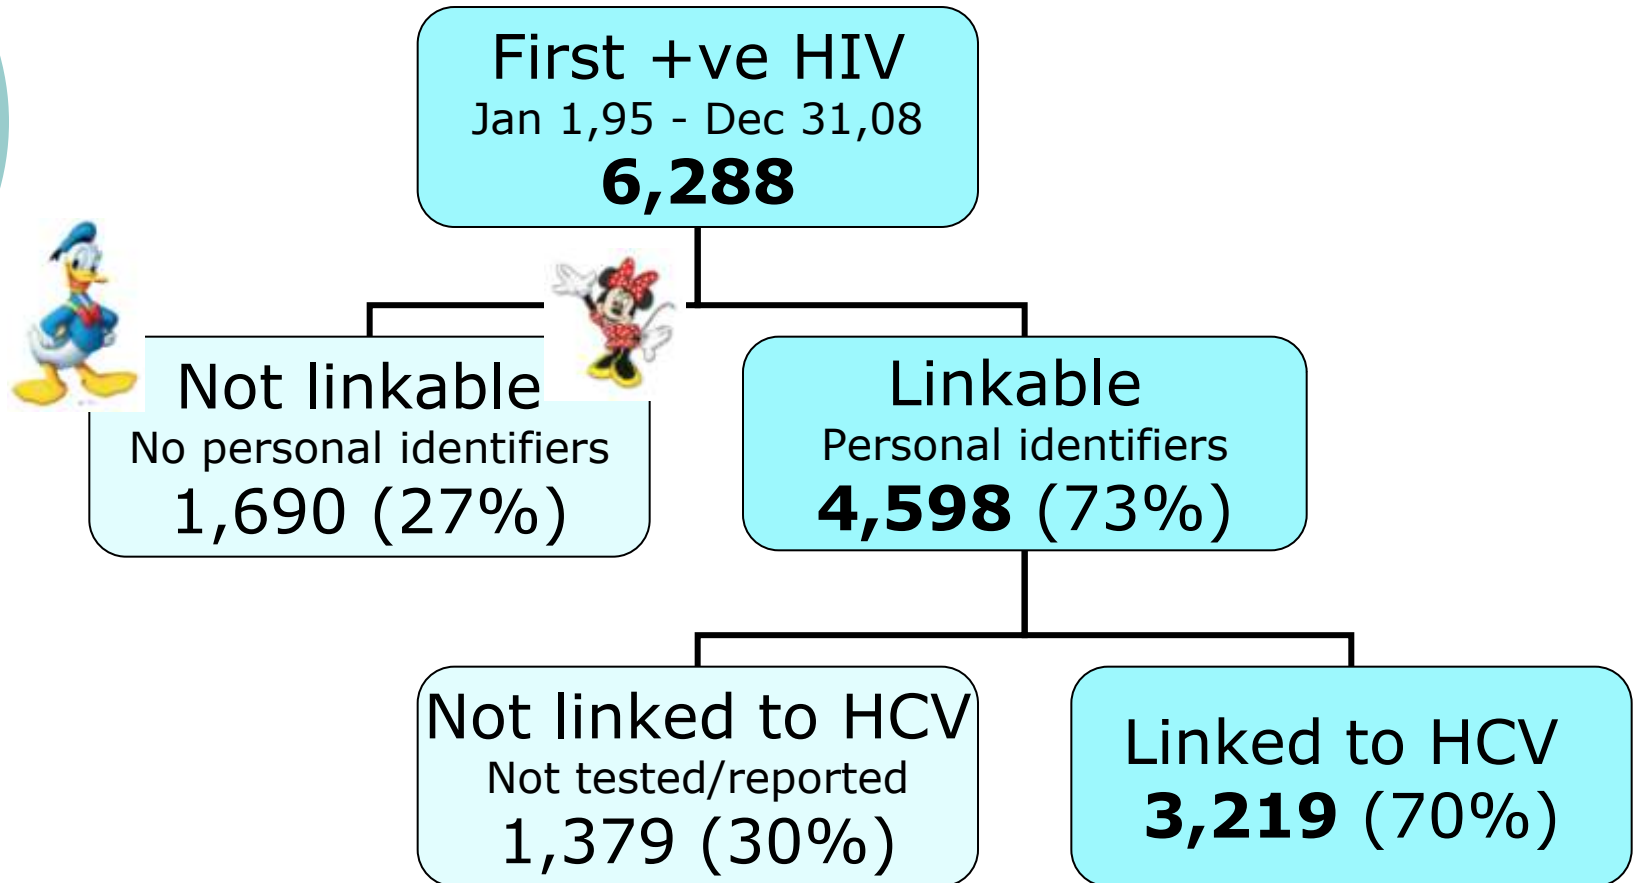 First +ve HIV
Jan 1,95 - Dec 31,08
6,288
Not linkable
No personal identifiers
1,690 (27%)
Linkable
Personal identifiers
4,598 (73%)
Not linked to HCV
Not tested/reported
1,379 (30%)
Linked to HCV
3,219 (70%)